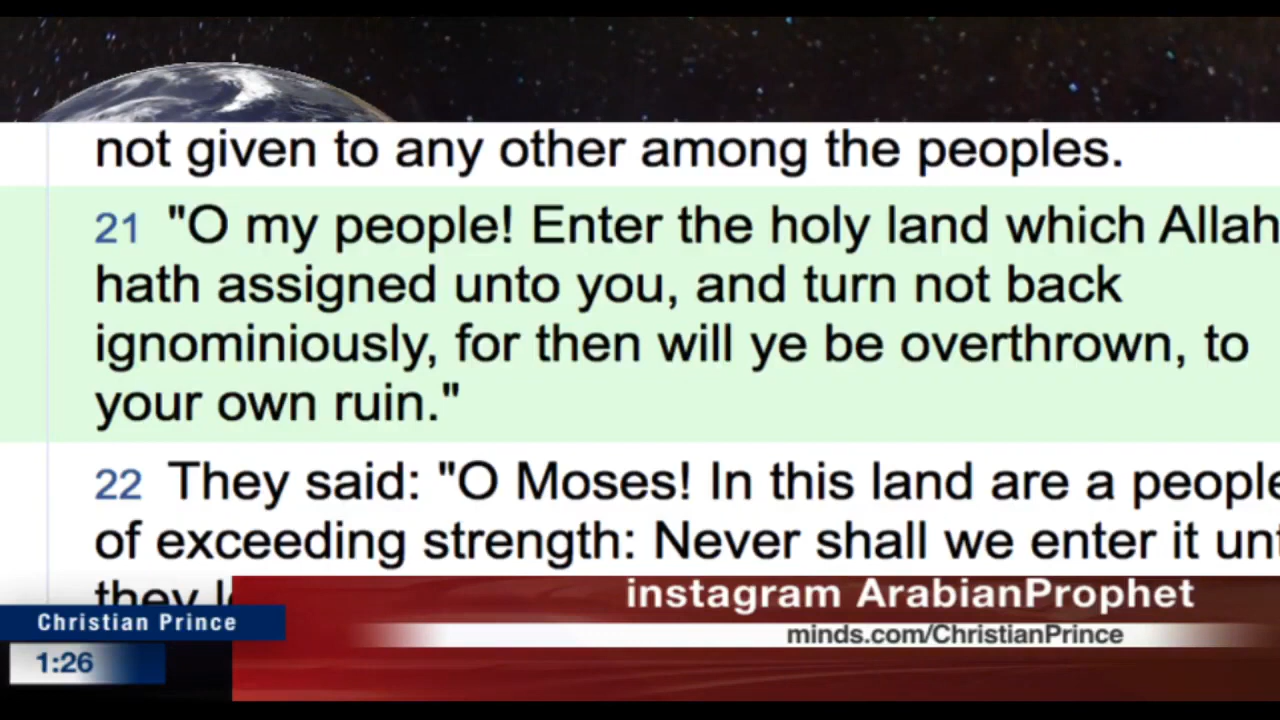 not given to any other among the peoples.
21 "O my people! Enter the holy land which Allah
hath assigned unto you, and turn not back
ignominiously, for then will ye be overthrown, to
your own ruin."
22 They said: "O Moses! In this land are a people
of exceeding strength: Never shall we enter it
they
instagram ArabianProphet
minds.com/ChristianPrince
Christian Prince
1:26